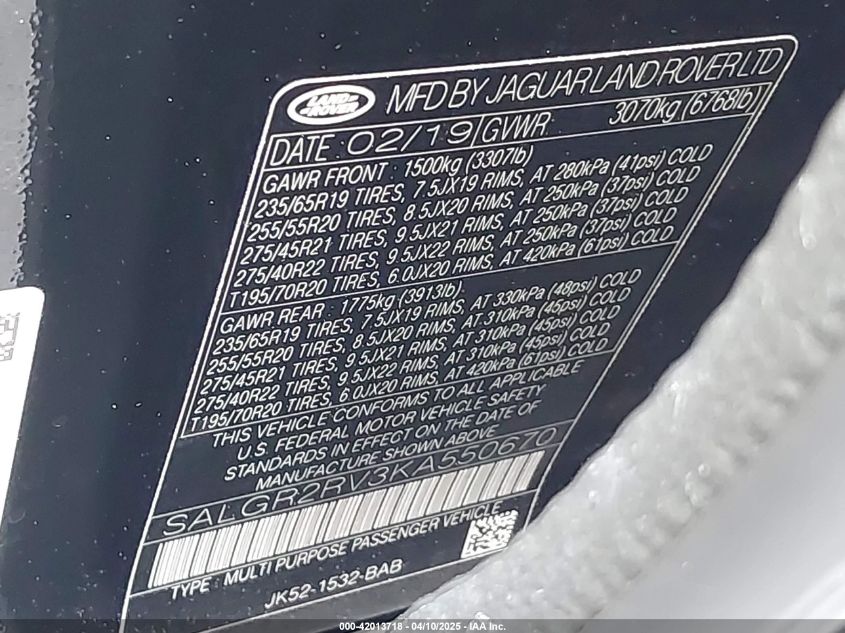 LAND-
-ROVER
MFD BY JAGUAR LAND ROVER LTD
DATE : 02/19 GVWR 3070kg (6768lb)
GAWR FRONT : 1500kg (3307lb)
235/65R19 TIRES, 7.5JX19 RIMS, AT 280kPa (41psi) COLD
255/55R20 TIRES, 8.5JX20 RIMS, AT 250kPa (37psi) COLD
275/45R21 TIRES, 9.5JX21 RIMS, AT 250kPa (37psi) COLD
275/40R22 TIRES, 9.5JX22 RIMS, AT 250kPa (37psi) COLD
T195/70R20 TIRES, 6.0JX20 RIMS, AT 420kPa (61psi) COLD
GAWR REAR : 1775kg (3913lb).
235/65R19 TIRES, 7.5JX19 RIMS, AT 330kPa (48psi) COLD
255/55R20 TIRES, 8.5JX20 RIMS, AT 310kPa (45psi) COLD
275/45R21 TIRES, 9.5JX21 RIMS, AT 310kPa (45psi) COLD
275/40R22 TIRES, 9.5JX22 RIMS, AT 310kPa (45psi) COLD
T195/70R20 TIRES, 6.0JX20 RIMS, AT 420kPa (61psi) COLD
THIS VEHICLE CONFORMS TO ALL APPLICABLE
U.S. FEDERAL MOTOR VEHICLE SAFETY
STANDARDS IN EFFECT ON THE DATE OF
MANUFACTURE SHOWN ABOVE
SALGR2RV3KA550670
TYPE : MULTI PURPOSE PASSENGER VEHICLE
JK52-1532-BAB
000-42013718 - 04/10/2025 - IAA Inc.